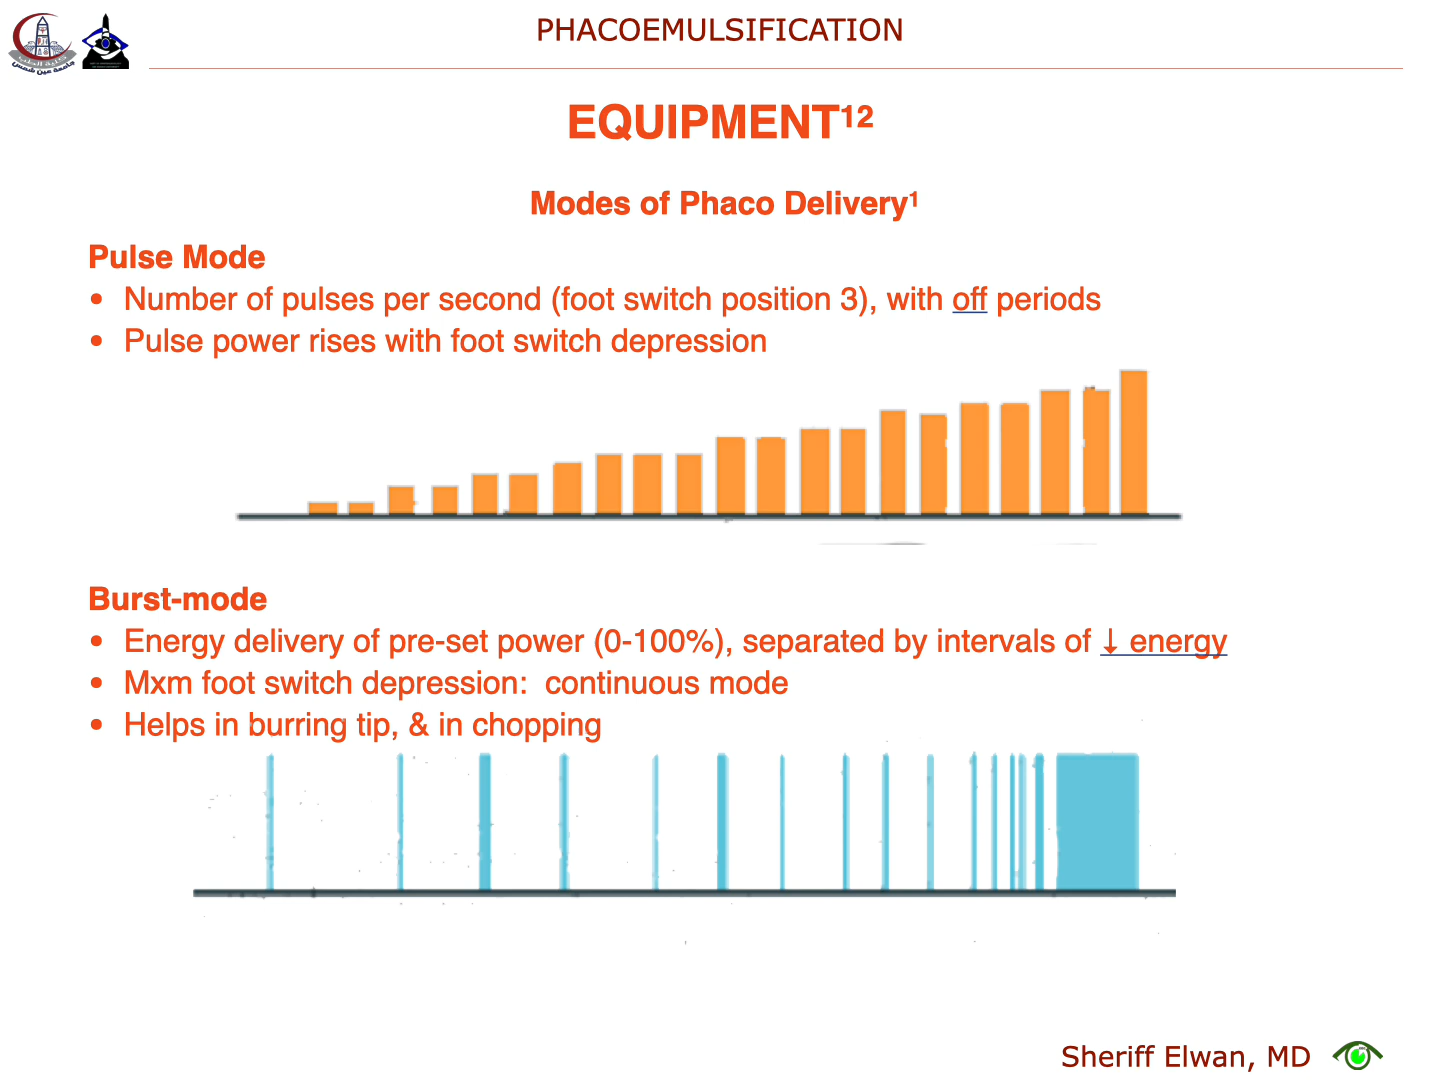 PHACOEMULSIFICATION
EQUIPMENT¹²
Modes of Phaco Delivery¹
Pulse Mode
• Number of pulses per second (foot switch position 3), with off periods
• Pulse power rises with foot switch depression
Burst-mode
• Energy delivery of pre-set power (0-100%), separated by intervals of ↓ energy
• Mxm foot switch depression:  continuous mode
• Helps in burring tip, & in chopping
Sheriff Elwan, MD